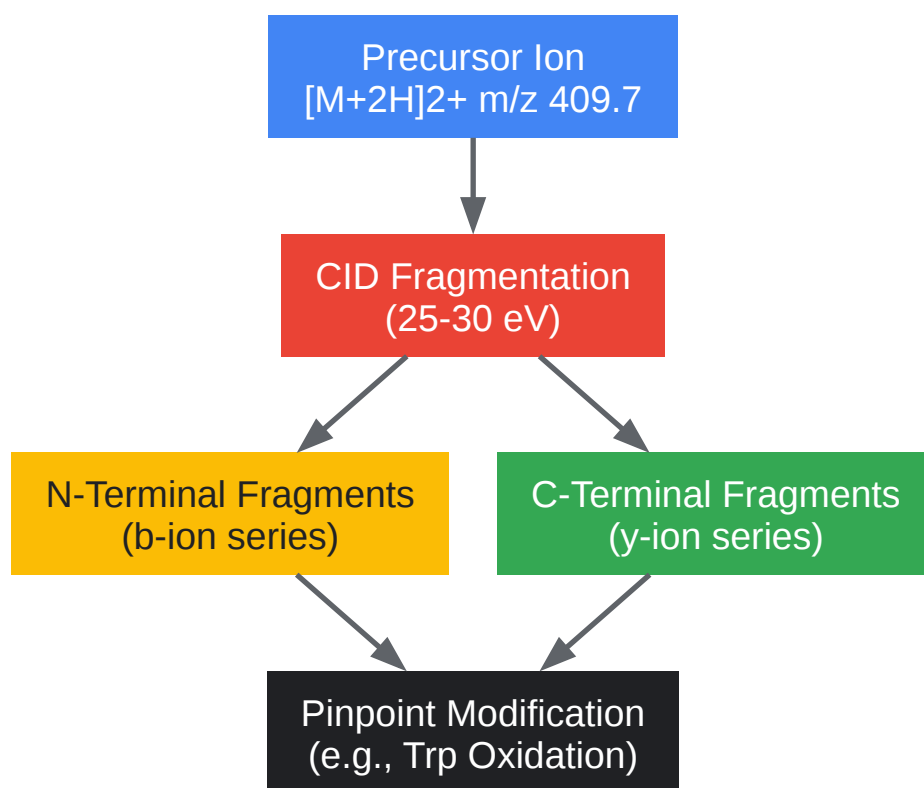 Precursor Ion
[M+2H]2+ m/z 409.7
CID Fragmentation
(25-30 eV)
N-Terminal Fragments
(b-ion series)
C-Terminal Fragments
(y-ion series)
Pinpoint Modification
(e.g., Trp Oxidation)